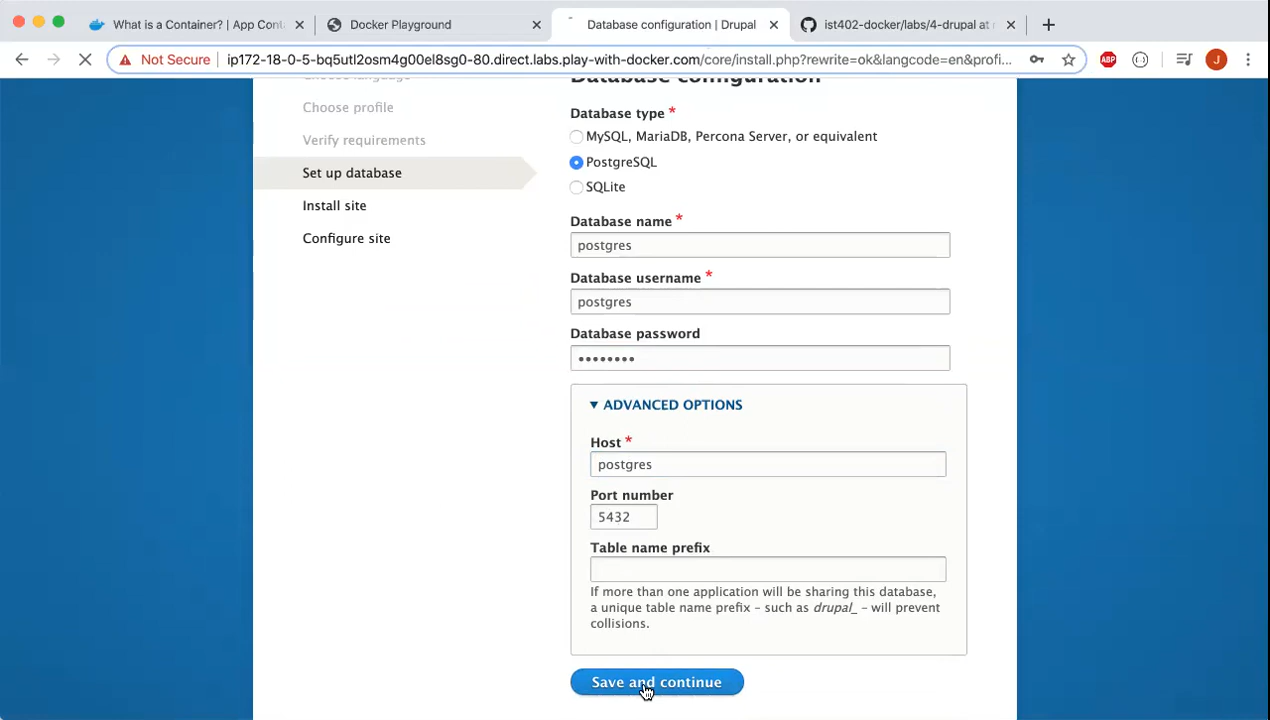 What is a Container? | App Cont
Docker Playground
Database configuration | Drupal
ist402-docker/labs/4-drupal at r
Not Secure
ip172-18-0-5-bq5utl2osm4g00el8sg0-80.direct.labs.play-with-docker.com/core/install.php?rewrite=ok&langcode=en&profi...
ABP
J
Choose language
Choose profile
Verify requirements
Set up database
Install site
Configure site
Database configuration
Database type *
MySQL, MariaDB, Percona Server, or equivalent
PostgreSQL
SQLite
Database name *
postgres
Database username *
postgres
Database password
••••••••
ADVANCED OPTIONS
Host *
postgres
Port number
5432
Table name prefix
If more than one application will be sharing this database,
a unique table name prefix – such as drupal_ – will prevent
collisions.
Save and continue